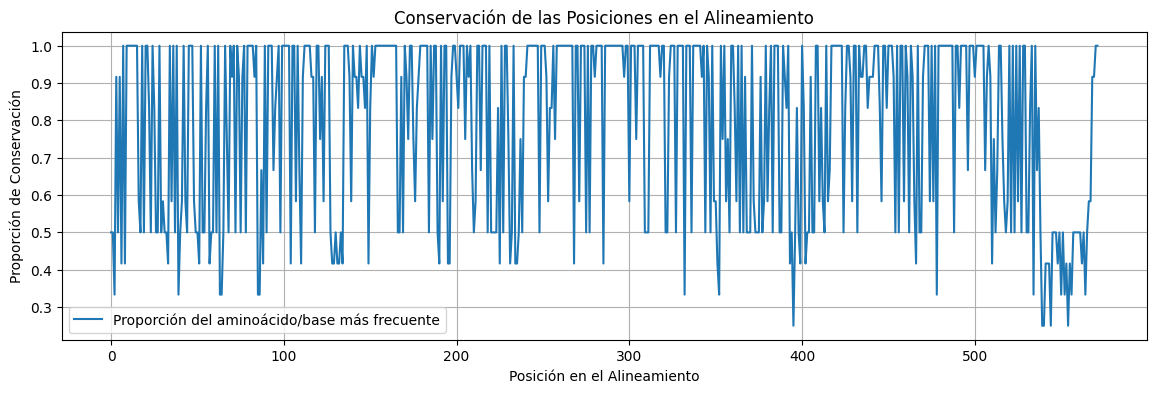 Conservación de las Posiciones en el Alineamiento
Proporción de Conservación
1.0
0.9
0.8
0.7
0.6
0.5
0.4
0.3
Proporción del aminoácido/base más frecuente
0 100 200 300 400 500
Posición en el Alineamiento